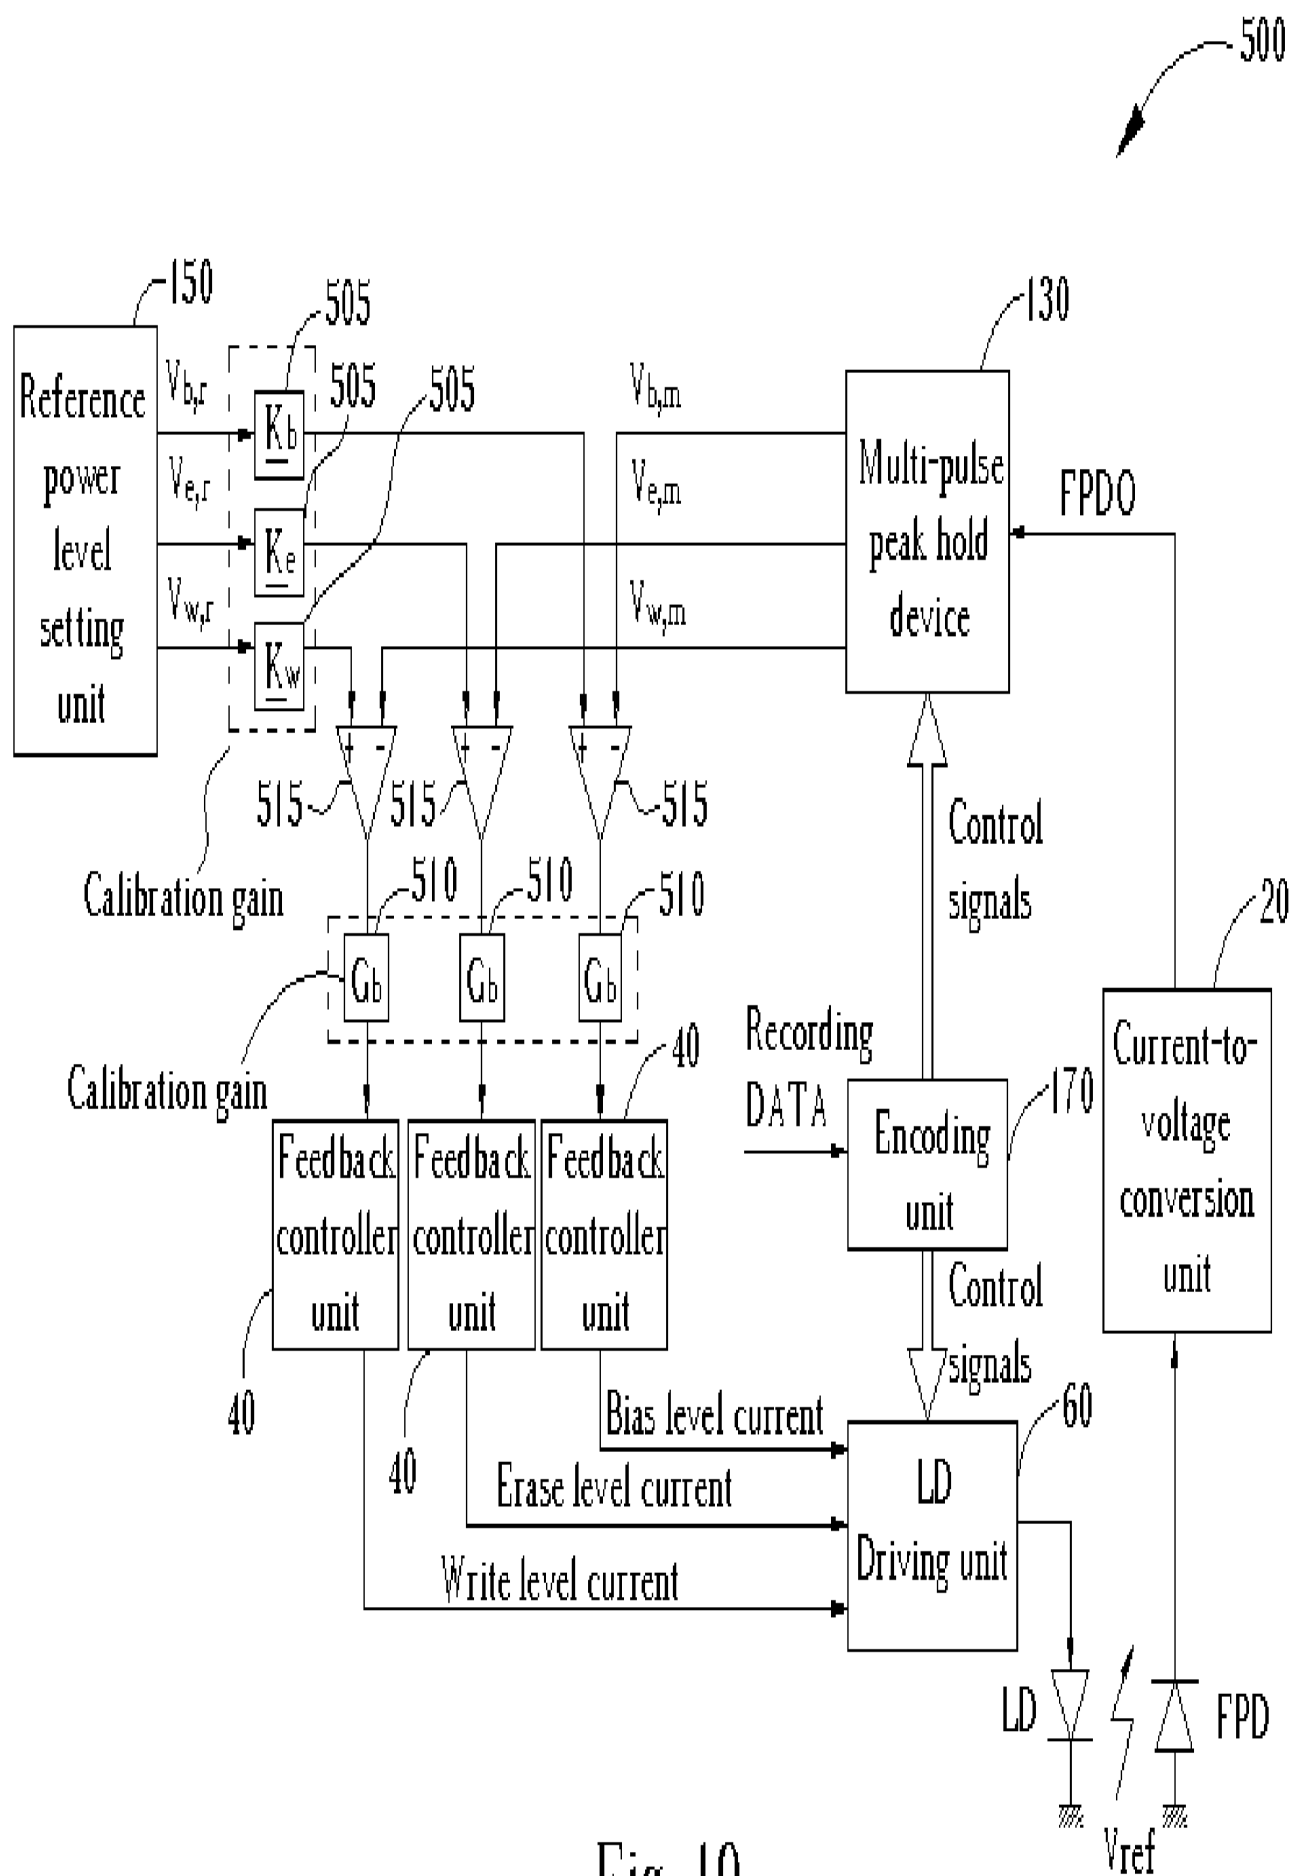 500
150
505
505
505
130
Reference
power
level
setting
unit
Vb,r
Ve,r
Vw,r
Kb
Ke
Kw
Vb,m
Ve,m
Vw,m
Multi-pulse
peak hold
device
FPDO
+ -
+ -
+ -
515
515
515
Calibration gain
510
510
510
Gb
Gb
Gb
Calibration gain
Control
signals
20
Recording
DATA
Encoding
unit
170
Current-to-
voltage
conversion
unit
40
Feedback
controller
unit
Feedback
controller
unit
Feedback
controller
unit
40
40
Control
signals
Bias level current
Erase level current
Write level current
60
LD
Driving unit
LD
FPD
Vref
Fig. 10